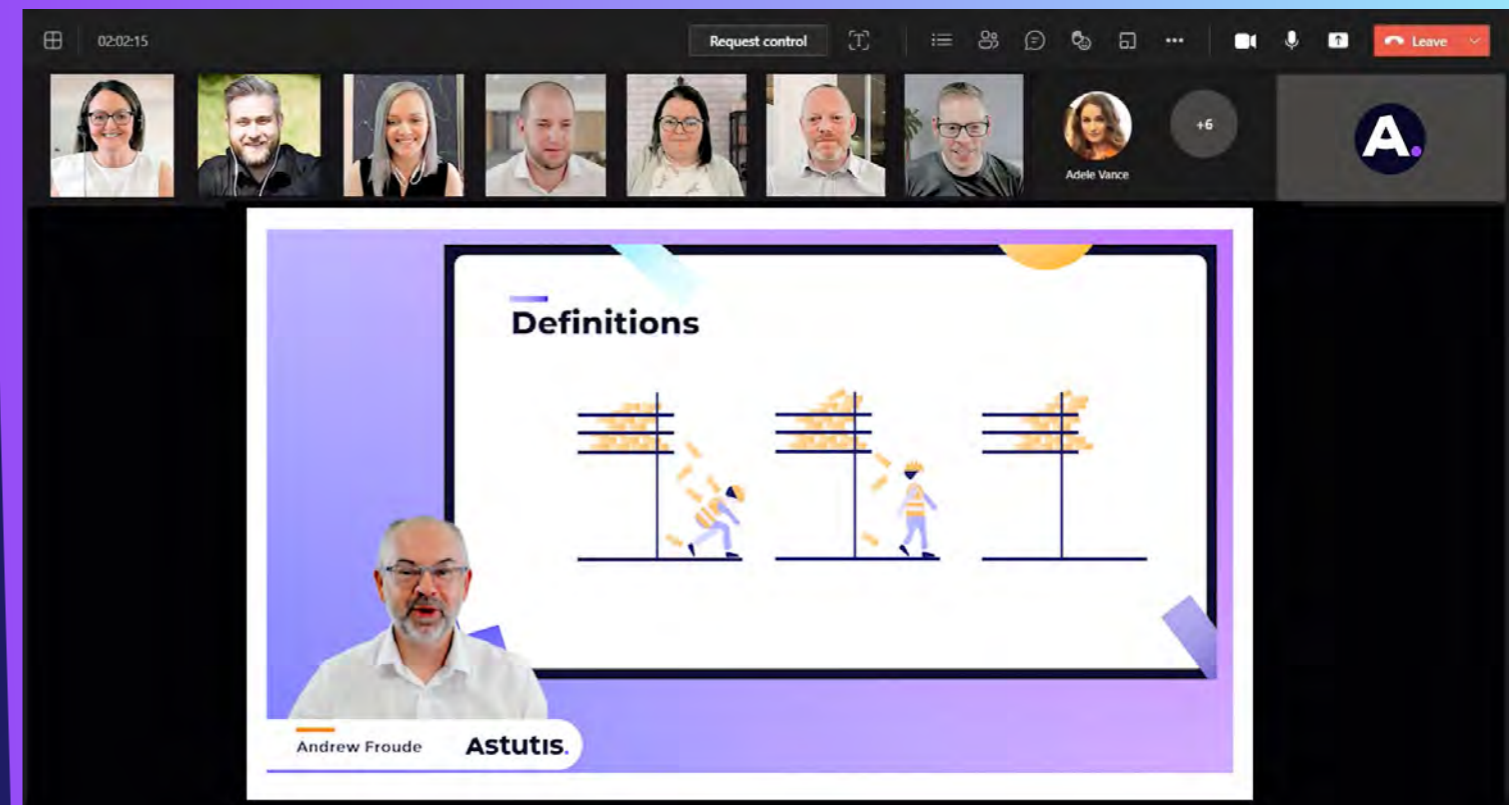 02:02:15
Request control
Leave
Adele Vance
+6
A.
Definitions
Andrew Froude
Astutis.